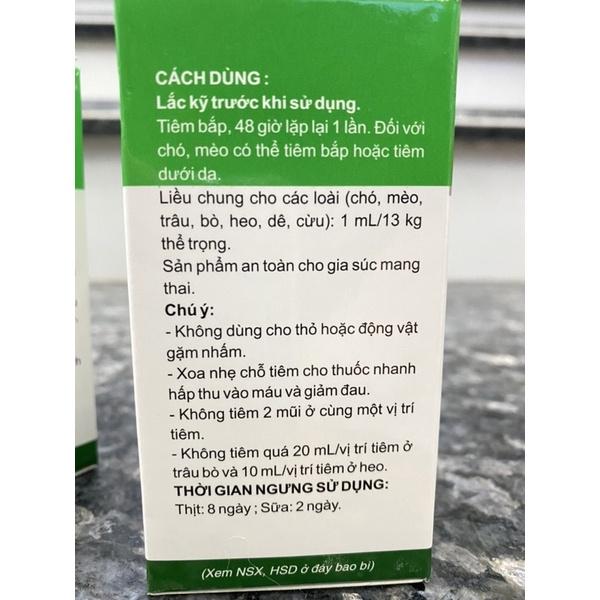 CÁCH DÙNG :
Lắc kỹ trước khi sử dụng.
Tiêm bắp, 48 giờ lặp lại 1 lần. Đối với
chó, mèo có thể tiêm bắp hoặc tiêm
dưới da.
Liều chung cho các loài (chó, mèo,
trâu, bò, heo, dê, cừu): 1 mL/13 kg
thể trọng.
Sản phẩm an toàn cho gia súc mang
thai.
Chú ý:
- Không dùng cho thỏ hoặc động vật
gặm nhấm.
- Xoa nhẹ chỗ tiêm cho thuốc nhanh
hấp thu vào máu và giảm đau.
- Không tiêm 2 mũi ở cùng một vị trí
tiêm.
- Không tiêm quá 20 mL/vị trí tiêm ở
trâu bò và 10 mL/vị trí tiêm ở heo.
THỜI GIAN NGƯNG SỬ DỤNG:
Thịt: 8 ngày ; Sữa: 2 ngày.
(Xem NSX, HSD ở đáy bao bì)